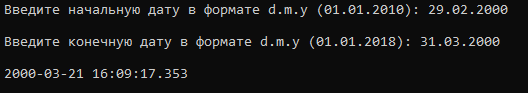 Введите начальную дату в формате d.m.y (01.01.2010): 29.02.2000
Введите конечную дату в формате d.m.y (01.01.2018): 31.03.2000
2000-03-21 16:09:17.353